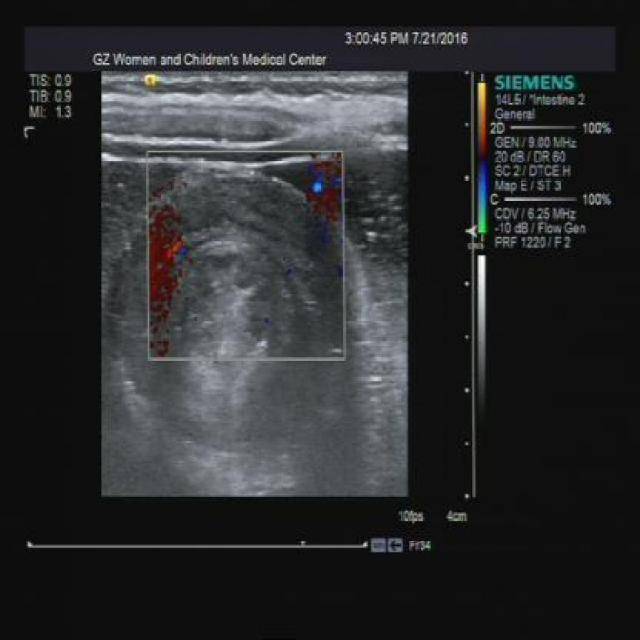 3:00:45 PM 7/21/2016
GZ Women and Children's Medical Center
TIS: 0.9
TIB: 0.9
MI: 1.3
SIEMENS
14L5 / *Intestine 2
General
2D 100%
GEN / 9.00 MHz
20 dB / DR 60
SC 2 / DTCE H
Map E / ST 3
C 100%
CDV / 6.25 MHz
-10 dB / Flow Gen
PRF 1220 / F 2
10fps 4cm